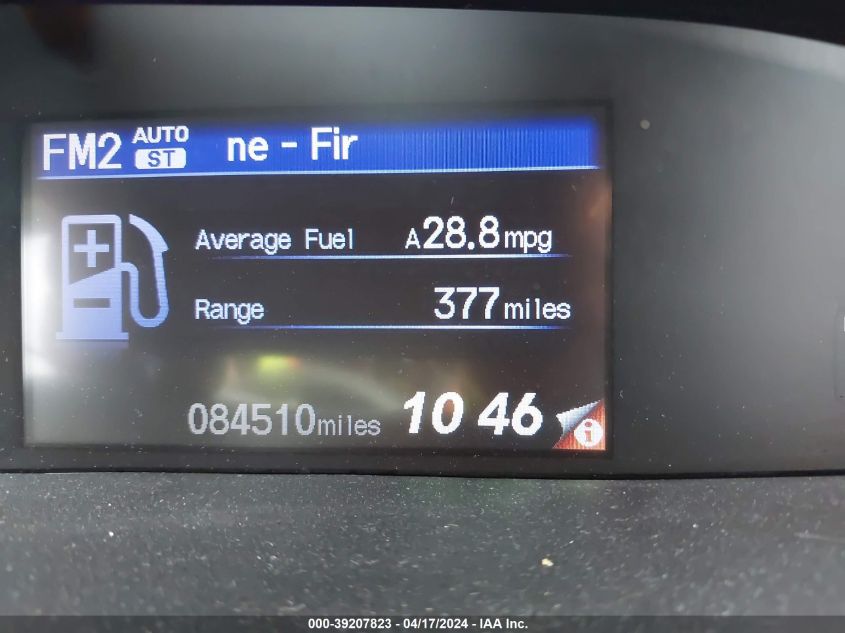 FM2 AUTO ST ne - Fir
Average Fuel A28.8mpg
Range 377miles
084510miles 10 46
000-39207823 - 04/17/2024 - IAA Inc.